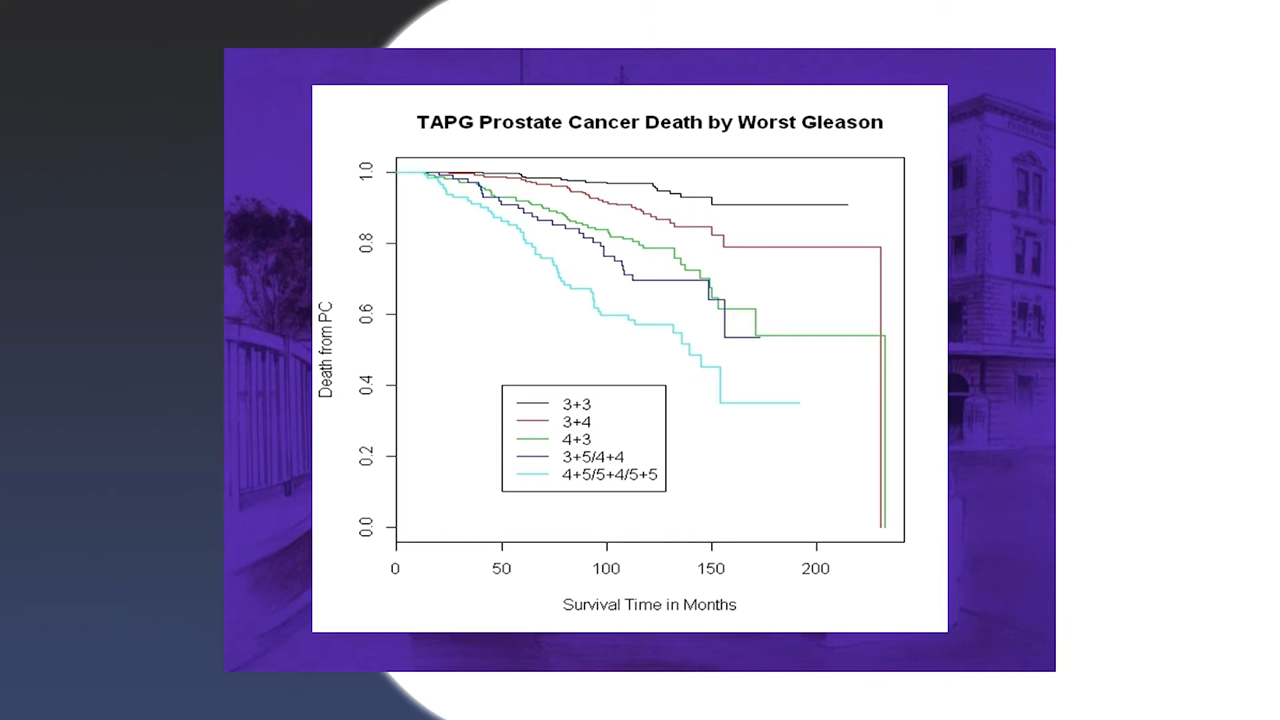 TAPG Prostate Cancer Death by Worst Gleason
Death from PC
1.0
0.8
0.6
0.4
0.2
0.0
3+3
3+4
4+3
3+5/4+4
4+5/5+4/5+5
0 50 100 150 200
Survival Time in Months